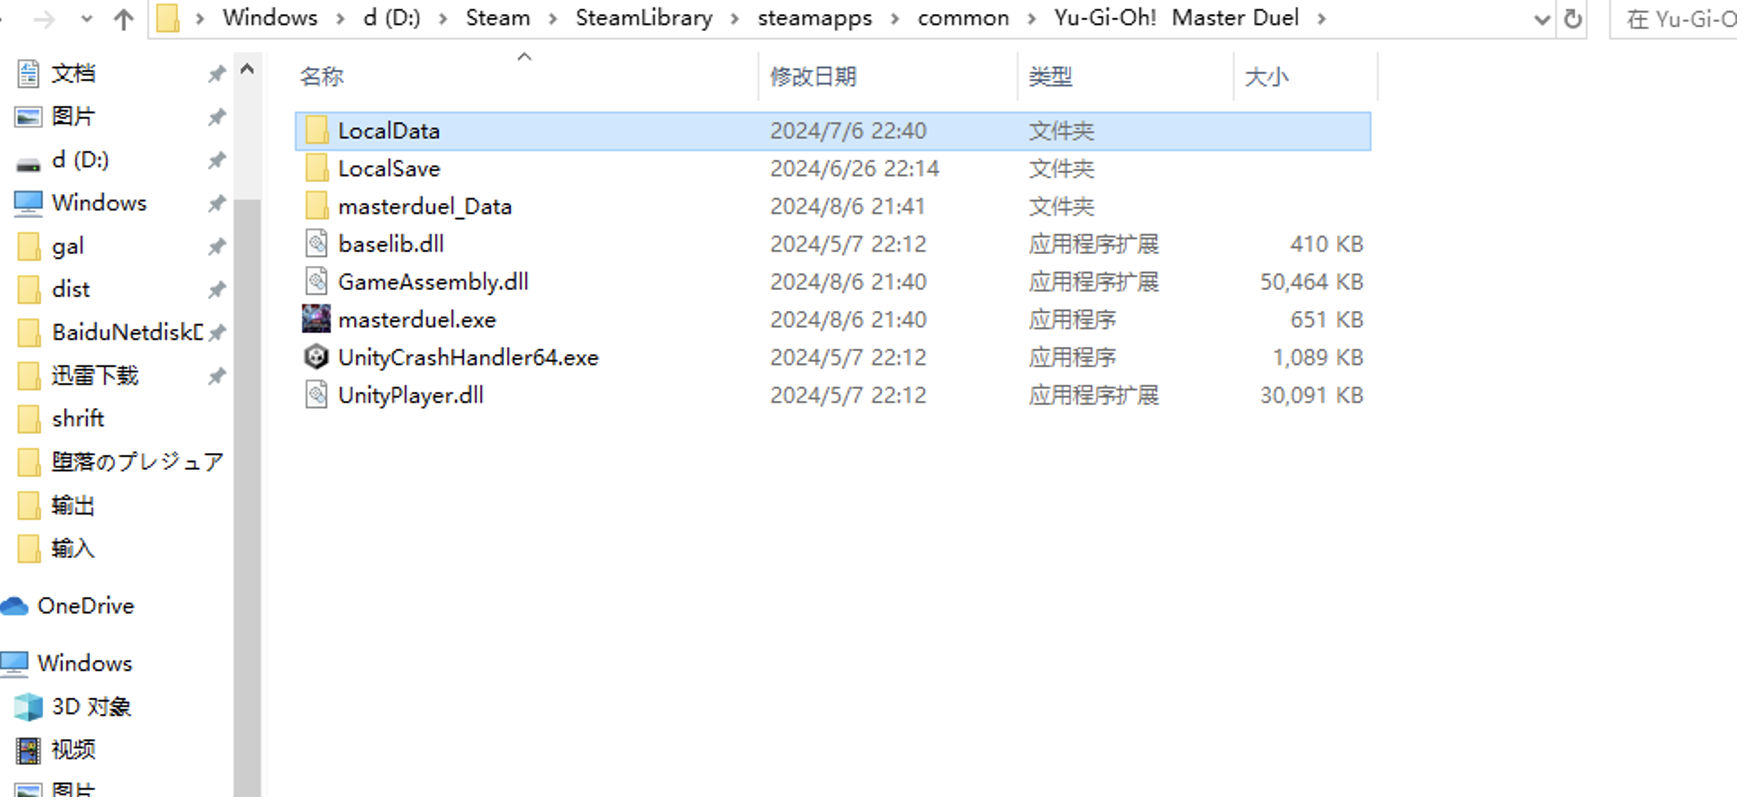 Windows › d (D:) › Steam › SteamLibrary › steamapps › common › Yu-Gi-Oh! Master Duel ›
在 Yu-Gi-O
名称 修改日期 类型 大小
LocalData 2024/7/6 22:40 文件夹
LocalSave 2024/6/26 22:14 文件夹
masterduel_Data 2024/8/6 21:41 文件夹
baselib.dll 2024/5/7 22:12 应用程序扩展 410 KB
GameAssembly.dll 2024/8/6 21:40 应用程序扩展 50,464 KB
masterduel.exe 2024/8/6 21:40 应用程序 651 KB
UnityCrashHandler64.exe 2024/5/7 22:12 应用程序 1,089 KB
UnityPlayer.dll 2024/5/7 22:12 应用程序扩展 30,091 KB
文档
图片
d (D:)
Windows
gal
dist
BaiduNetdiskD
迅雷下载
shrift
堕落のプレジュア
输出
输入
OneDrive
Windows
3D 对象
视频
图片